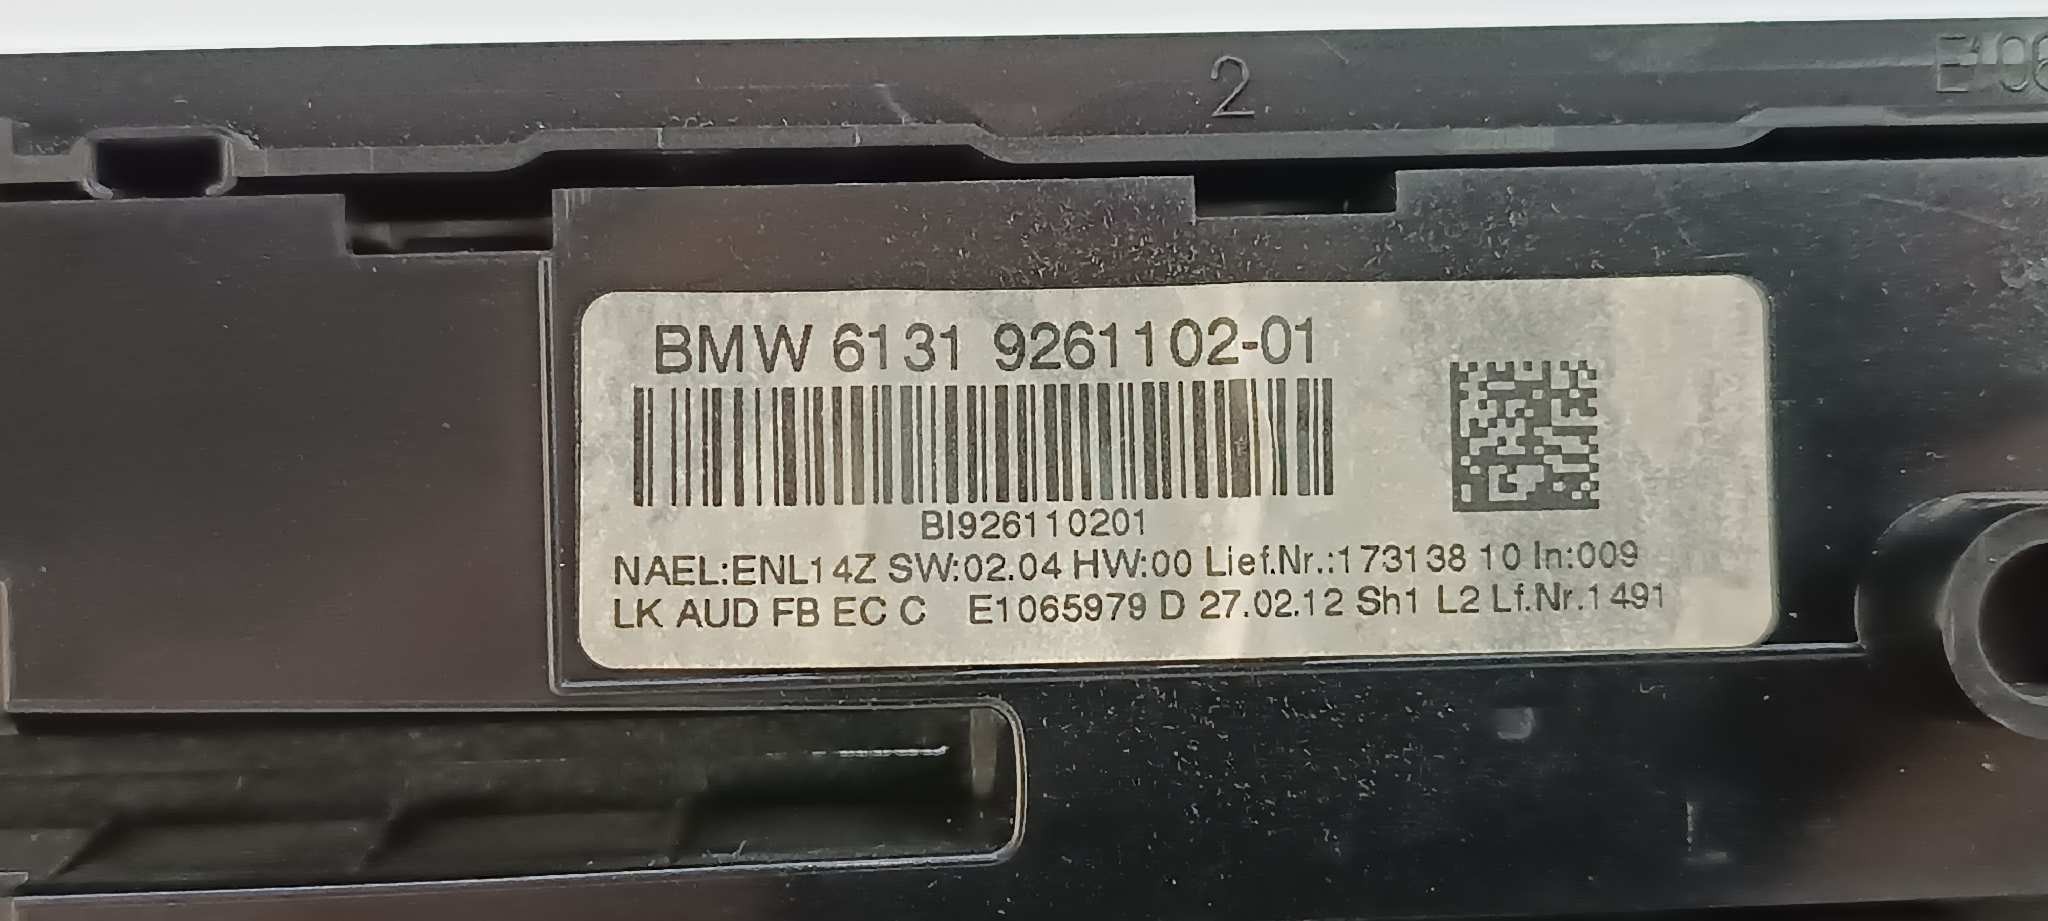 2
BMW 6131 9261102-01
BI926110201
NAEL:ENL14Z SW:02.04 HW:00 Lief.Nr.:173138 10 In:009
LK AUD FB EC C E1065979 D 27.02.12 Sh1 L2 Lf.Nr.1491